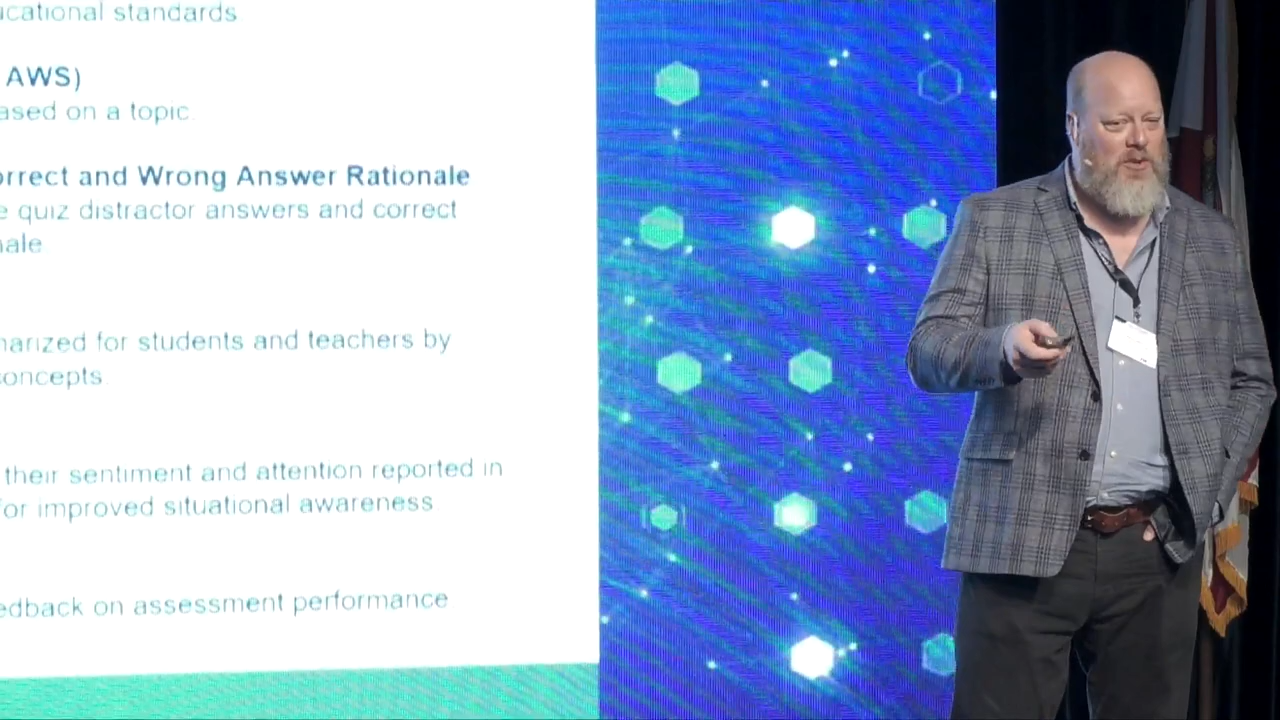 ucational standards
AWS)
ased on a topic.
orrect and Wrong Answer Rationale
e quiz distractor answers and correct
nale
narized for students and teachers by
concepts.
their sentiment and attention reported in
for improved situational awareness
edback on assessment performance